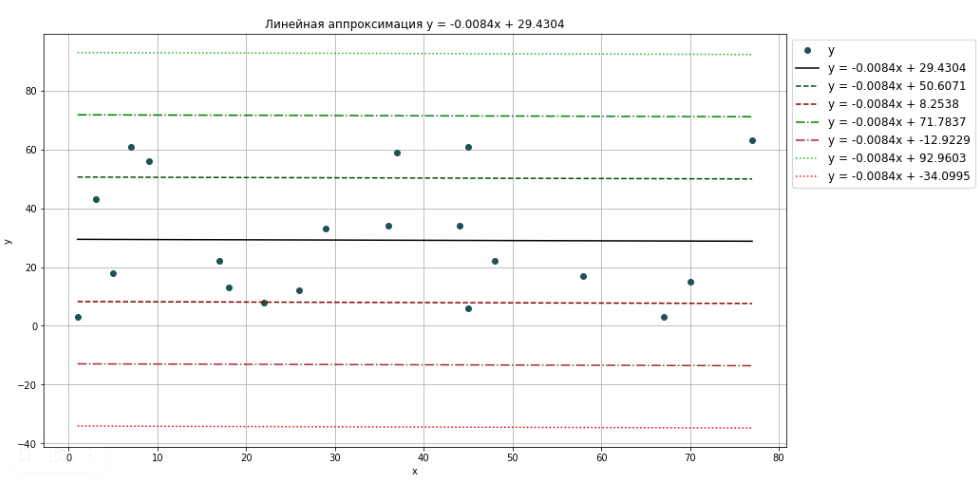 Линейная аппроксимация y = -0.0084x + 29.4304
y
80
60
40
20
0
−20
−40
0 10 20 30 40 50 60 70 80
x
y
y = -0.0084x + 29.4304
y = -0.0084x + 50.6071
y = -0.0084x + 8.2538
y = -0.0084x + 71.7837
y = -0.0084x + -12.9229
y = -0.0084x + 92.9603
y = -0.0084x + -34.0995